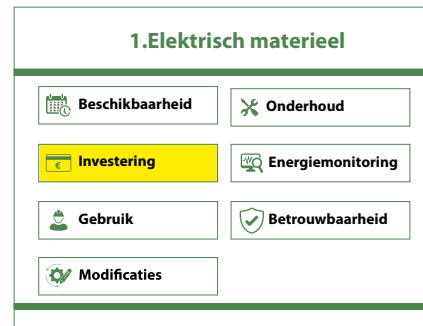 1.Elektrisch materieel
Beschikbaarheid
Onderhoud
€ Investering
Energiemonitoring
Gebruik
Betrouwbaarheid
Modificaties